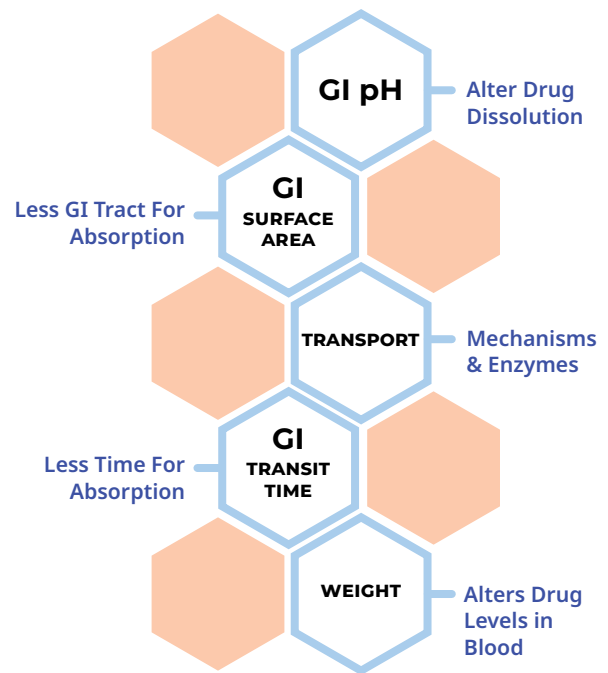 GI pH
Alter Drug
Dissolution
GI
SURFACE
AREA
Less GI Tract For
Absorption
TRANSPORT
Mechanisms
& Enzymes
GI
TRANSIT
TIME
Less Time For
Absorption
WEIGHT
Alters Drug
Levels in
Blood